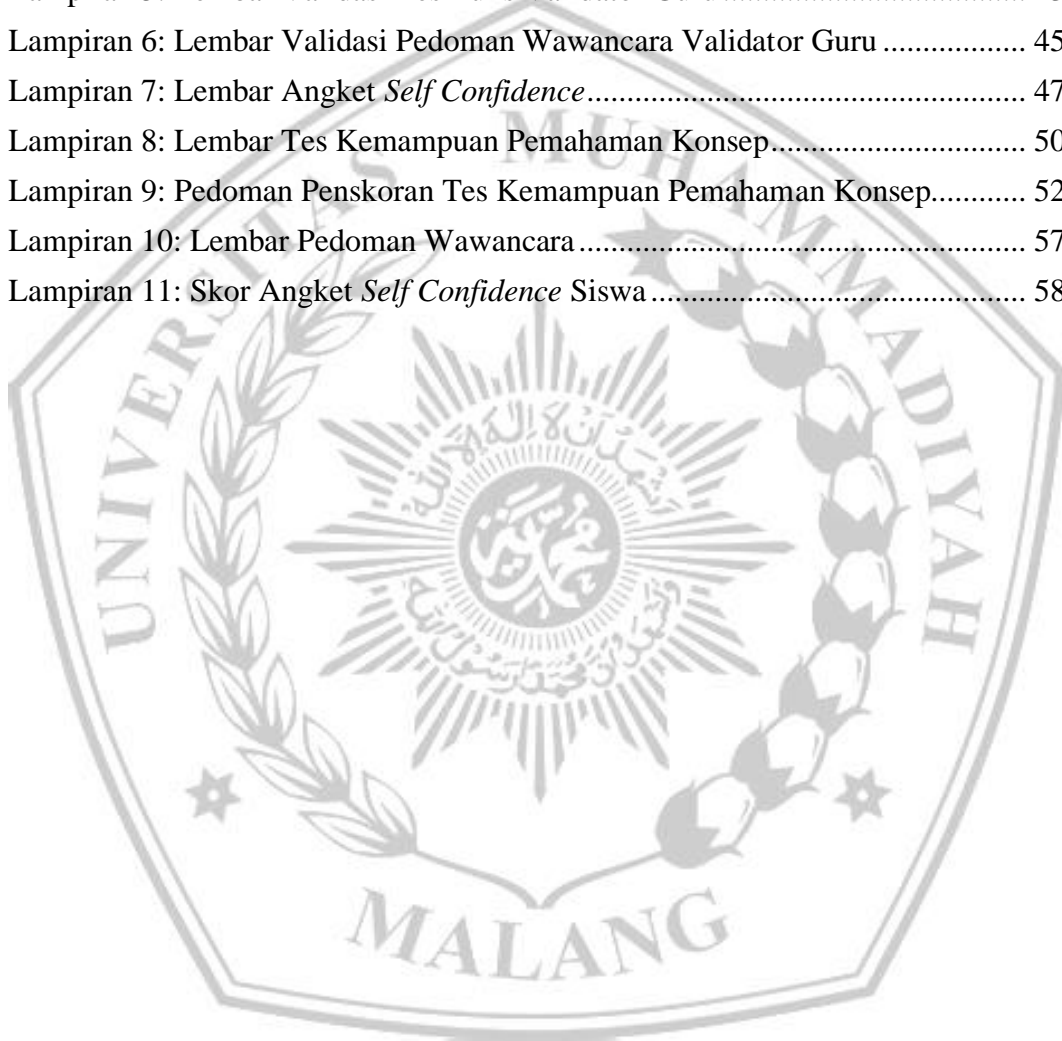 Lampiran 6: Lembar Validasi Pedoman Wawancara Validator Guru .................. 45
Lampiran 7: Lembar Angket Self Confidence.................................................... 47
Lampiran 8: Lembar Tes Kemampuan Pemahaman Konsep................................ 50
Lampiran 9: Pedoman Penskoran Tes Kemampuan Pemahaman Konsep............ 52
Lampiran 10: Lembar Pedoman Wawancara..................................................... 57
Lampiran 11: Skor Angket Self Confidence Siswa............................................ 58
UNIVERSITAS MUHAMMADIYAH
MALANG